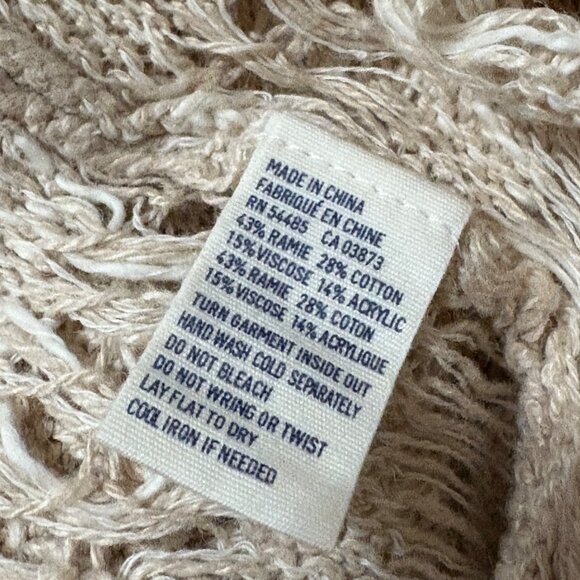 MADE IN CHINA
FABRIQUÉ EN CHINE
RN 54485 CA 03873
43% RAMIE 28% COTTON
15% VISCOSE 14% ACRYLIC
43% RAMIE 28% COTON
15% VISCOSE 14% ACRYLIQUE
TURN GARMENT INSIDE OUT
HAND WASH COLD SEPARATELY
DO NOT BLEACH
DO NOT WRING OR TWIST
LAY FLAT TO DRY
COOL IRON IF NEEDED